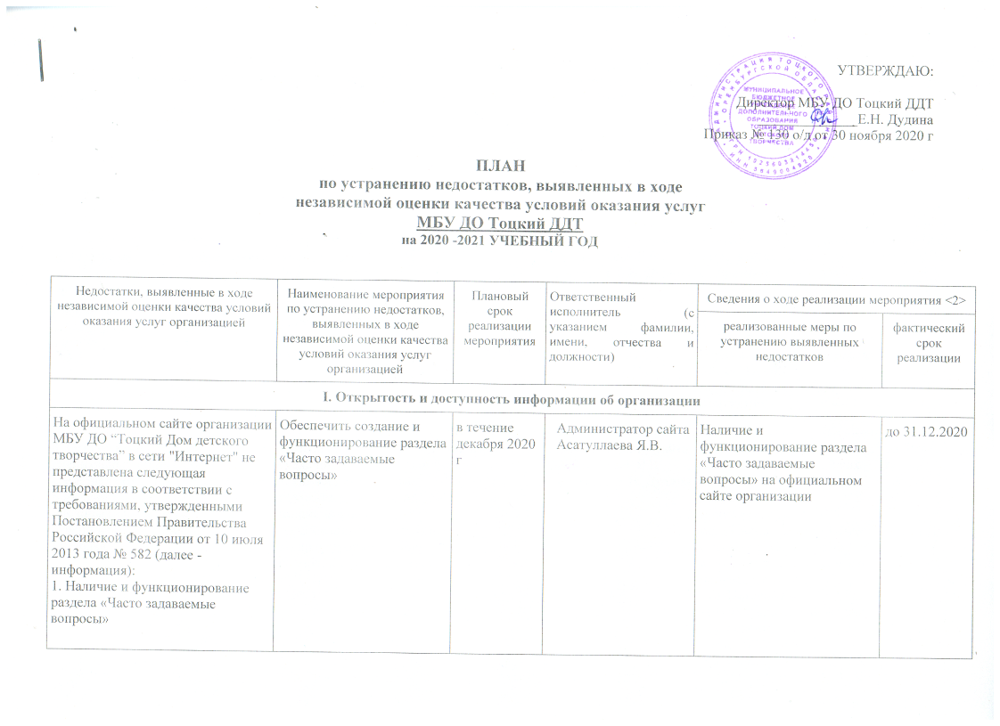 УТВЕРЖДАЮ:
Директор МБУ ДО Тоцкий ДДТ
Е.Н. Дудина
Приказ № 130 о/д от 30 ноября 2020 г
МУНИЦИПАЛЬНОЕ
БЮДЖЕТНОЕ
ДОПОЛНИТЕЛЬНОГО
ОБРАЗОВАНИЯ
ТОЦКИЙ ДОМ
ТВОРЧЕСТВА
ПЛАН
по устранению недостатков, выявленных в ходе
независимой оценки качества условий оказания услуг
МБУ ДО Тоцкий ДДТ
на 2020 -2021 УЧЕБНЫЙ ГОД
Недостатки, выявленные в ходе
независимой оценки качества условий
оказания услуг организацией
Наименование мероприятия
по устранению недостатков,
выявленных в ходе
независимой оценки качества
условий оказания услуг
организацией
Плановый
срок
реализации
мероприятия
Ответственный
исполнитель (с
указанием фамилии,
имени, отчества и
должности)
Сведения о ходе реализации мероприятия <2>
реализованные меры по
устранению выявленных
недостатков
фактический
срок
реализации
I. Открытость и доступность информации об организации
На официальном сайте организации
МБУ ДО “Тоцкий Дом детского
творчества” в сети "Интернет" не
представлена следующая
информация в соответствии с
требованиями, утвержденными
Постановлением Правительства
Российской Федерации от 10 июля
2013 года № 582 (далее -
информация):
1. Наличие и функционирование
раздела «Часто задаваемые
вопросы»
Обеспечить создание и
функционирование раздела
«Часто задаваемые
вопросы»
в течение
декабря 2020
г
Администратор сайта
Асатуллаева Я.В.
Наличие и
функционирование раздела
«Часто задаваемые
вопросы» на официальном
сайте организации
до 31.12.2020